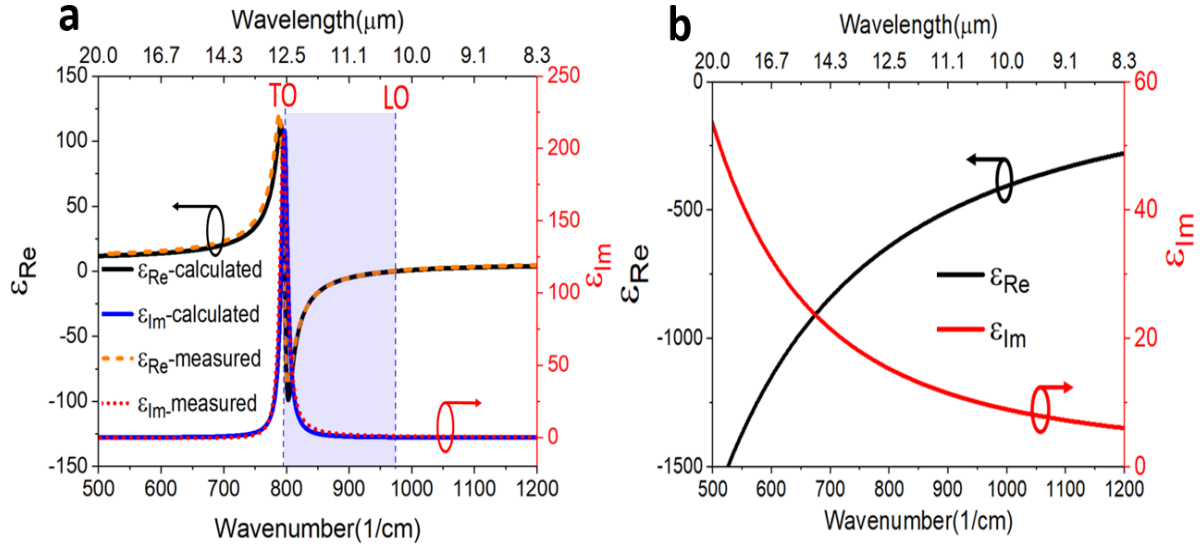 a
Wavelength(μm)
20.0 16.7 14.3 12.5 11.1 10.0 9.1 8.3
150 100 50 0 -50 -100 -150
εRe
250 200 150 100 50 0
εIm
TO LO
εRe-calculated
εIm-calculated
εRe-measured
εIm-measured
500 600 700 800 900 1000 1100 1200
Wavenumber(1/cm)
b
Wavelength(μm)
20.0 16.7 14.3 12.5 11.1 10.0 9.1 8.3
0 -500 -1000 -1500
εRe
60 40 20 0
εIm
εRe
εIm
500 600 700 800 900 1000 1100 1200
Wavenumber(1/cm)